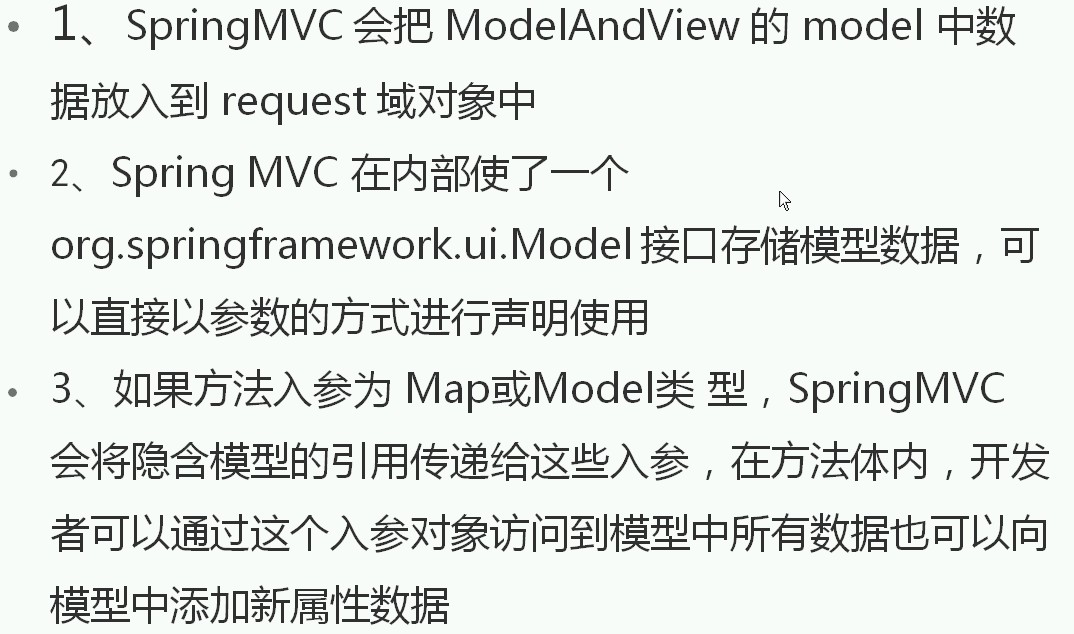 • 1、SpringMVC 会把 ModelAndView 的 model 中数
据放入到 request 域对象中
• 2、Spring MVC 在内部使了一个
org.springframework.ui.Model 接口存储模型数据，可
以直接以参数的方式进行声明使用
• 3、如果方法入参为 Map或Model类 型，SpringMVC
会将隐含模型的引用传递给这些入参，在方法体内，开发
者可以通过这个入参对象访问到模型中所有数据也可以向
模型中添加新属性数据